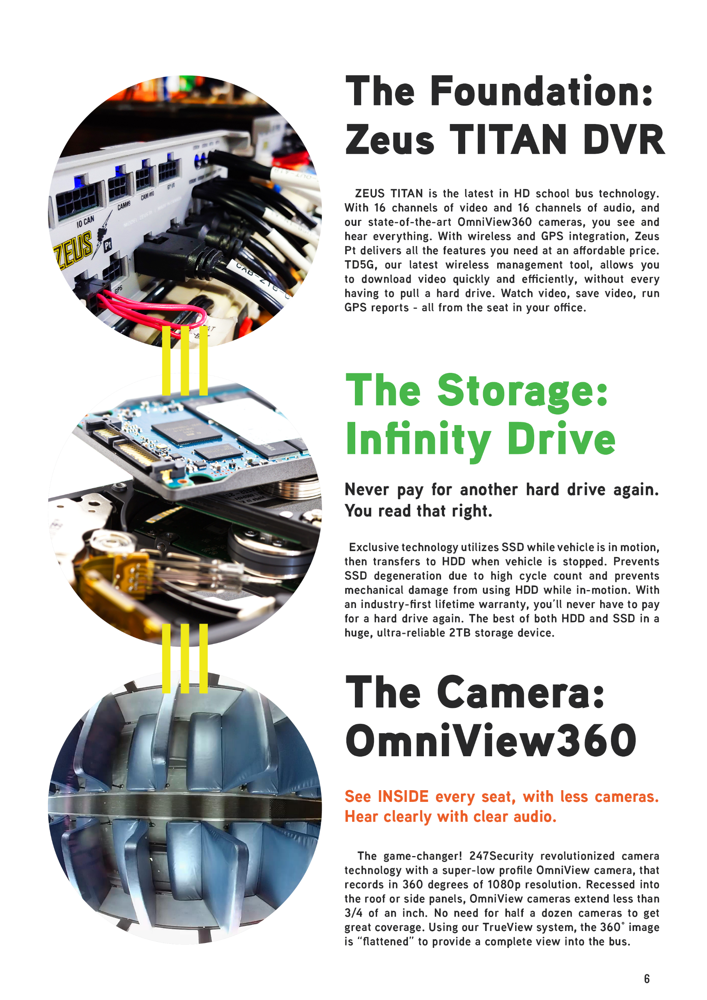 The Foundation:
Zeus TITAN DVR
ZEUS TITAN is the latest in HD school bus technology.
With 16 channels of video and 16 channels of audio, and
our state-of-the-art OmniView360 cameras, you see and
hear everything. With wireless and GPS integration, Zeus
Pt delivers all the features you need at an affordable price.
TD5G, our latest wireless management tool, allows you
to download video quickly and efficiently, without every
having to pull a hard drive. Watch video, save video, run
GPS reports - all from the seat in your office.
IO CAN
CAM#9
CAM #10
GP I/O
ZEUS
Pt
GPS
The Storage:
Infinity Drive
Never pay for another hard drive again.
You read that right.
Exclusive technology utilizes SSD while vehicle is in motion,
then transfers to HDD when vehicle is stopped. Prevents
SSD degeneration due to high cycle count and prevents
mechanical damage from using HDD while in-motion. With
an industry-first lifetime warranty, you'll never have to pay
for a hard drive again. The best of both HDD and SSD in a
huge, ultra-reliable 2TB storage device.
The Camera:
OmniView360
See INSIDE every seat, with less cameras.
Hear clearly with clear audio.
The game-changer! 247Security revolutionized camera
technology with a super-low profile OmniView camera, that
records in 360 degrees of 1080p resolution. Recessed into
the roof or side panels, OmniView cameras extend less than
3/4 of an inch. No need for half a dozen cameras to get
great coverage. Using our TrueView system, the 360° image
is “flattened” to provide a complete view into the bus.
6